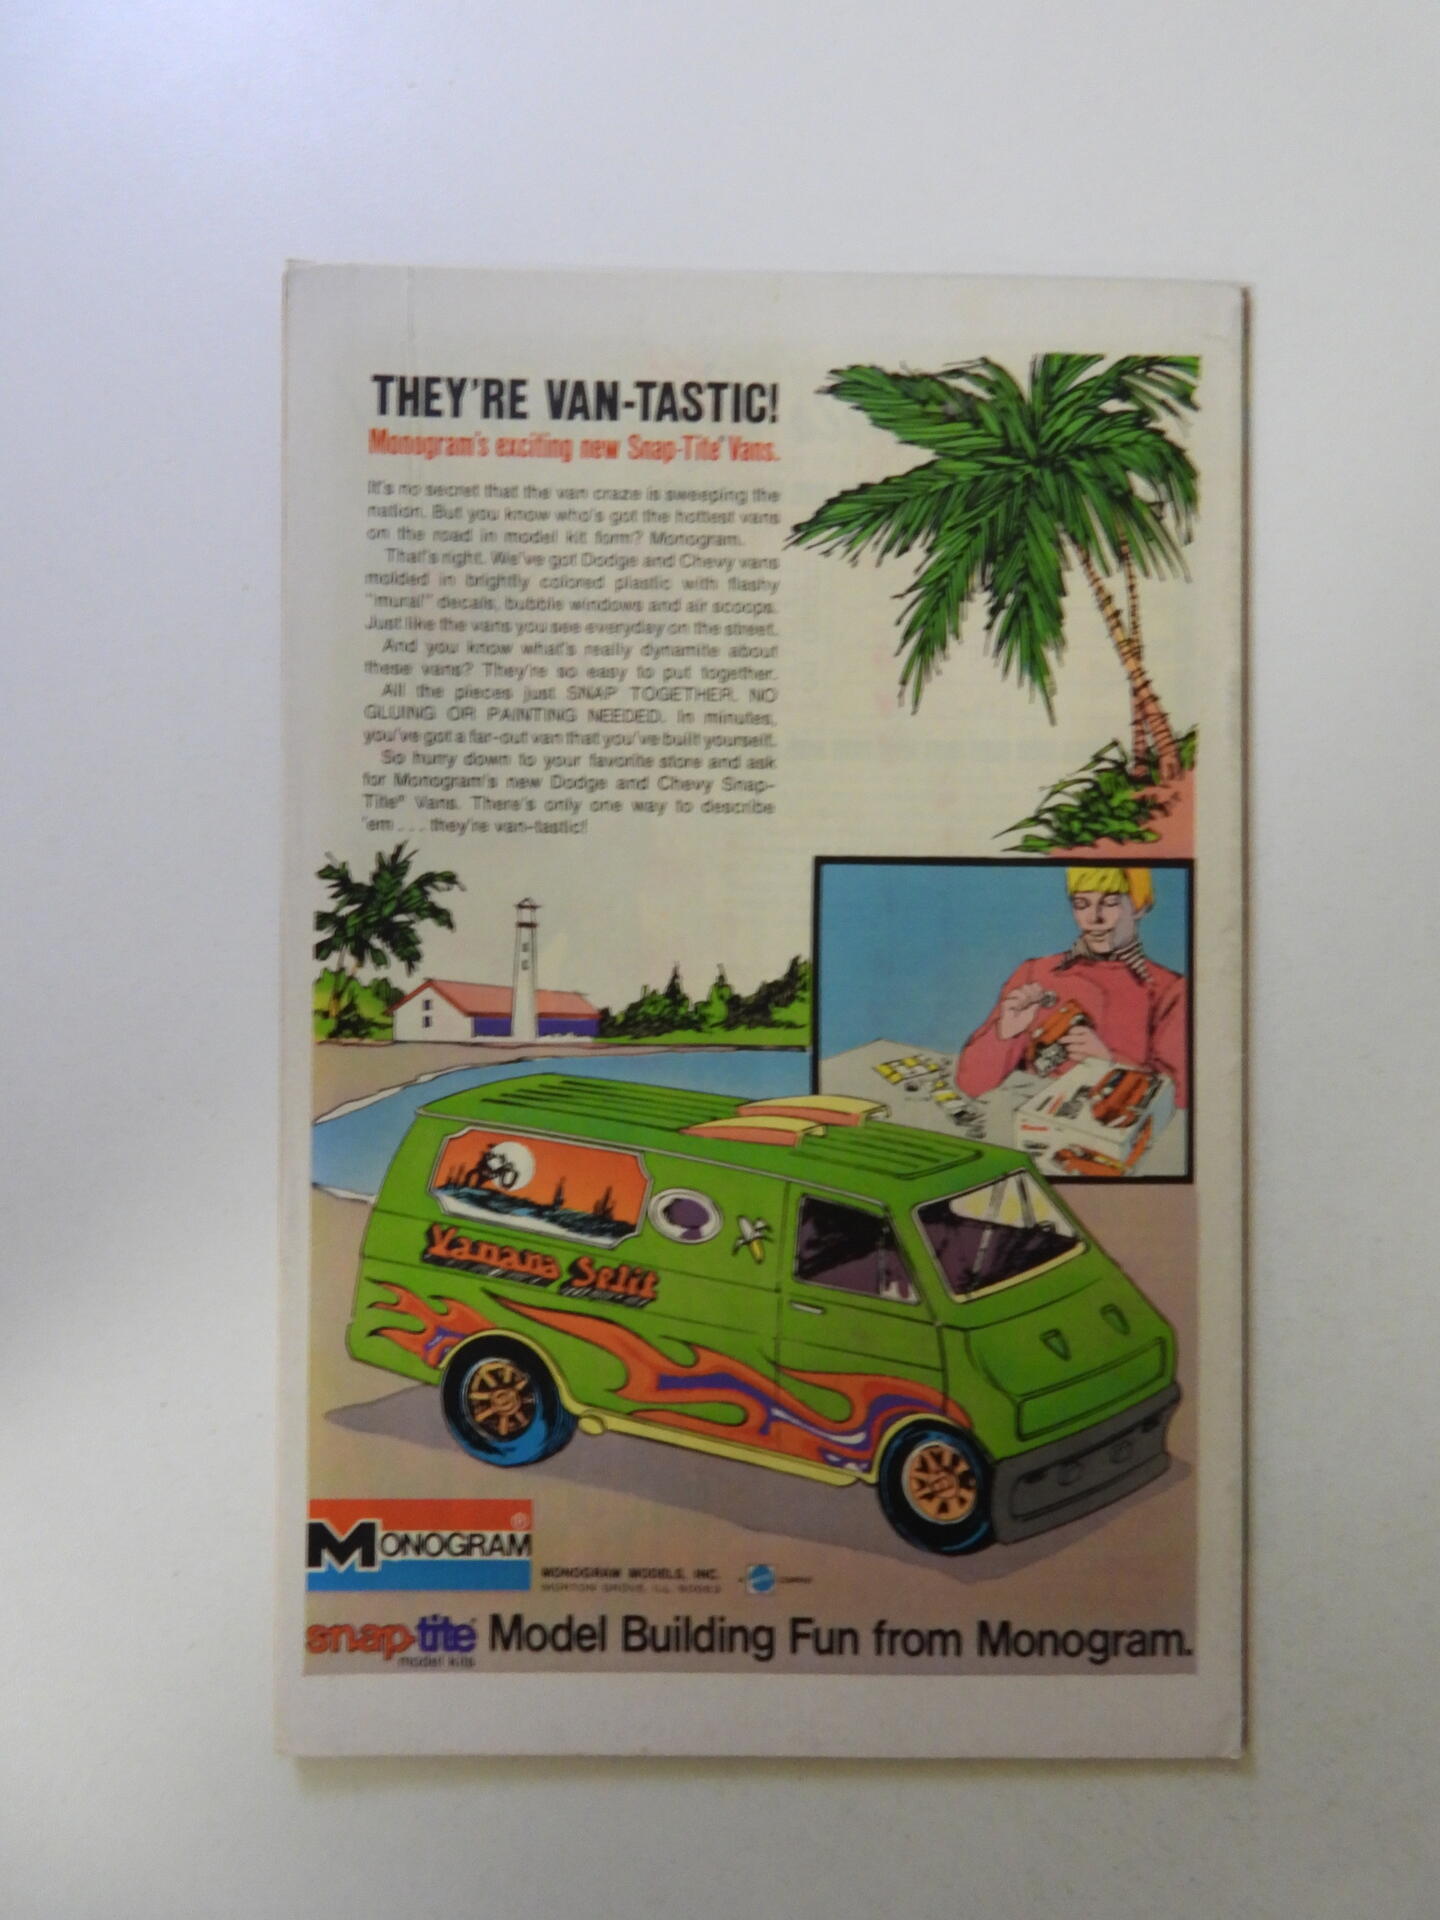 THEY'RE VAN-TASTIC!
Monogram's exciting new Snap-Tite® Vans.
It's no secret that the van craze is sweeping the
nation. But you know who's got the hottest vans
on the road in model kit form? Monogram.
That's right. We've got Dodge and Chevy vans
molded in brightly colored plastic with flashy
"mural" decals, bubble windows and air scoops.
Just like the vans you see everyday on the street.
And you know what's really dynamite about
these vans? They're so easy to put together.
All the pieces just SNAP TOGETHER. NO
GLUING OR PAINTING NEEDED. In minutes,
you've got a far-out van that you've built yourself.
So hurry down to your favorite store and ask
for Monogram's new Dodge and Chevy Snap-
Tite® Vans. There's only one way to describe
'em . . . they're van-tastic!
Vanana Split
MONOGRAM®
MONOGRAM MODELS, INC.
MORTON GROVE, ILL. 60053
A COMPANY
snap-tite® Model Building Fun from Monogram.
model kits